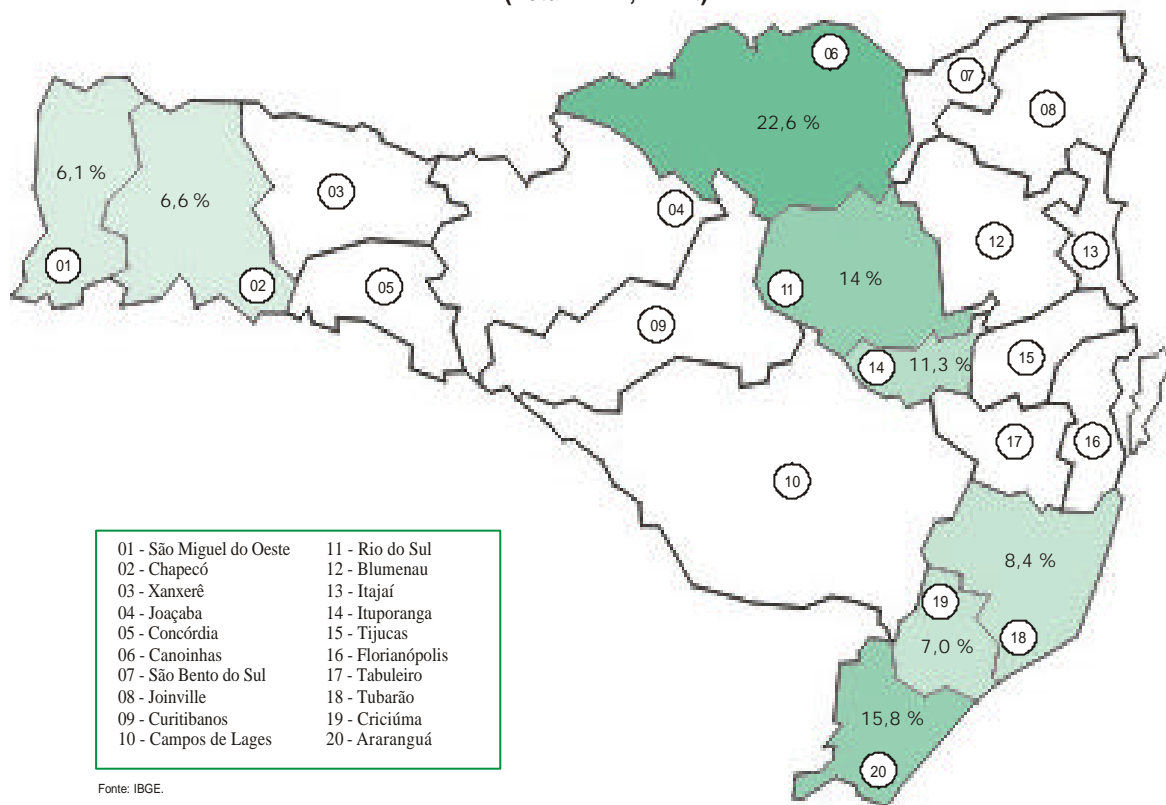 06
07
08
22,6 %
6,1 %
6,6 %
03
04
12
13
01
02
05
11
14 %
09
14
11,3 %
15
17
16
10
8,4 %
19
18
7,0 %
15,8 %
20
01 - São Miguel do Oeste
02 - Chapecó
03 - Xanxerê
04 - Joaçaba
05 - Concórdia
06 - Canoinhas
07 - São Bento do Sul
08 - Joinville
09 - Curitibanos
10 - Campos de Lages
11 - Rio do Sul
12 - Blumenau
13 - Itajaí
14 - Ituporanga
15 - Tijucas
16 - Florianópolis
17 - Tabuleiro
18 - Tubarão
19 - Criciúma
20 - Araranguá
Fonte: IBGE.